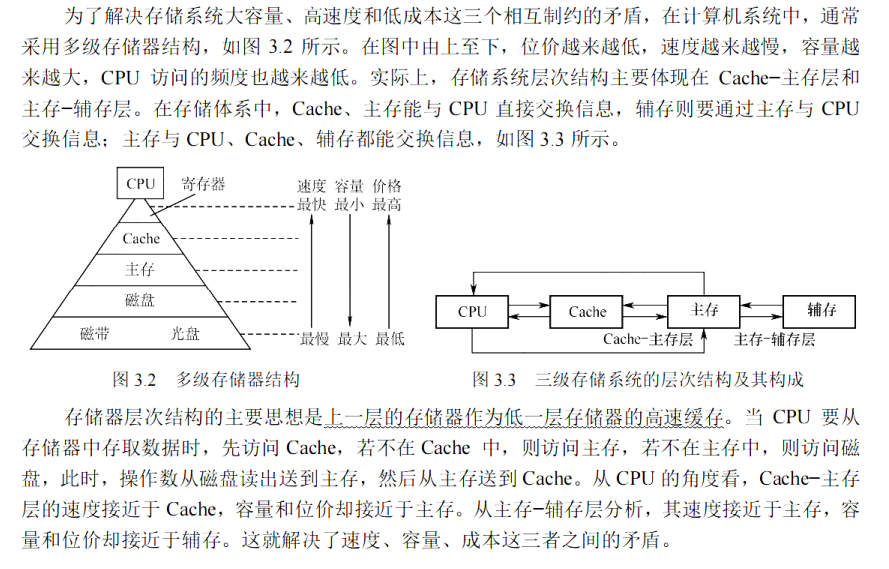 为了解决存储系统大容量、高速度和低成本这三个相互制约的矛盾，在计算机系统中，通常
采用多级存储器结构，如图 3.2 所示。在图中由上至下，位价越来越低，速度越来越慢，容量越
来越大，CPU 访问的频度也越来越低。实际上，存储系统层次结构主要体现在 Cache-主存层和
主存-辅存层。在存储体系中，Cache、主存能与 CPU 直接交换信息，辅存则要通过主存与 CPU
交换信息；主存与 CPU、Cache、辅存都能交换信息，如图 3.3 所示。
CPU
寄存器
Cache
主存
磁盘
磁带 光盘
速度 容量 价格
最快 最小 最高
最慢 最大 最低
图 3.2 多级存储器结构
CPU Cache 主存 辅存
Cache-主存层 主存-辅存层
图 3.3 三级存储系统的层次结构及其构成
存储器层次结构的主要思想是上一层的存储器作为低一层存储器的高速缓存。当 CPU 要从
存储器中存取数据时，先访问 Cache，若不在 Cache 中，则访问主存，若不在主存中，则访问磁
盘，此时，操作数从磁盘读出送到主存，然后从主存送到 Cache。从 CPU 的角度看，Cache-主存
层的速度接近于 Cache，容量和位价却接近于主存。从主存-辅存层分析，其速度接近于主存，容
量和位价却接近于辅存。这就解决了速度、容量、成本这三者之间的矛盾。